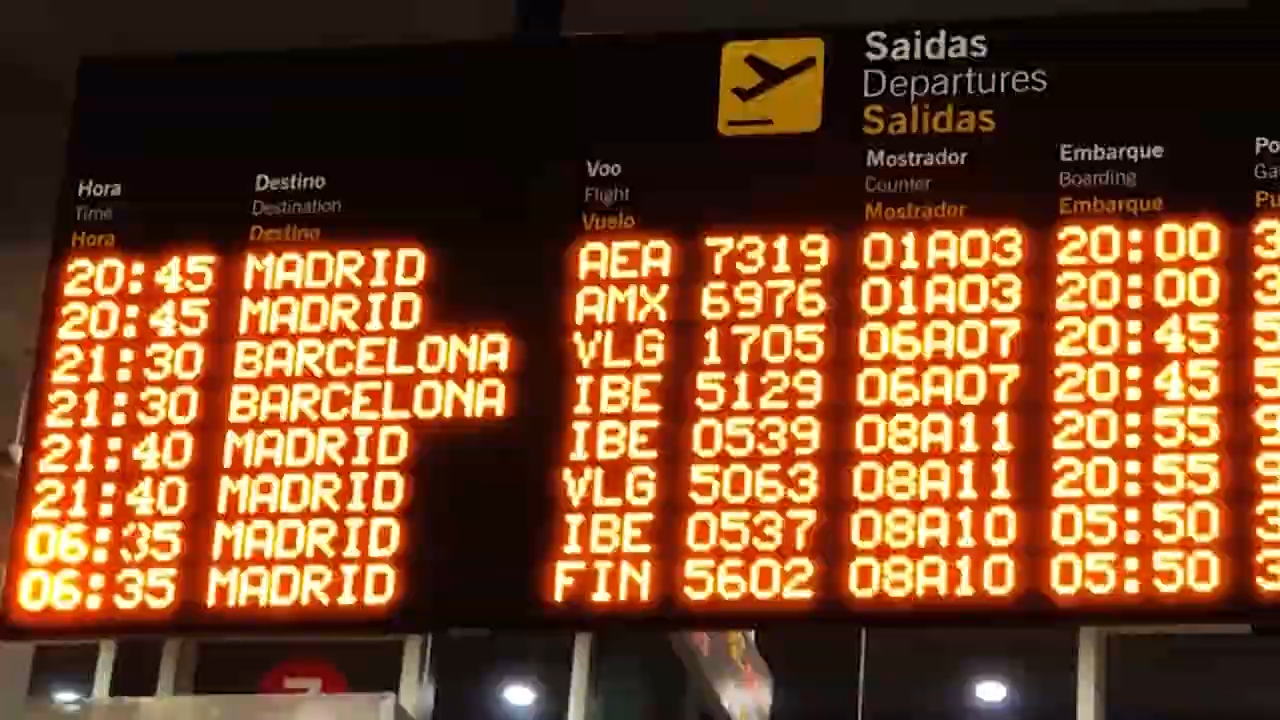 Saidas
Departures
Salidas
Hora Destino Voo Mostrador Embarque
Time Destination Flight Counter Boarding
Hora Destino Vuelo Mostrador Embarque
20:45 MADRID AEA 7319 01A03 20:00
20:45 MADRID AMX 6976 01A03 20:00
21:30 BARCELONA VLG 1705 06A07 20:45
21:30 BARCELONA IBE 5129 06A07 20:45
21:40 MADRID IBE 0539 08A11 20:55
21:40 MADRID VLG 5063 08A11 20:55
06:35 MADRID IBE 0537 08A10 05:50
06:35 MADRID FIN 5602 08A10 05:50